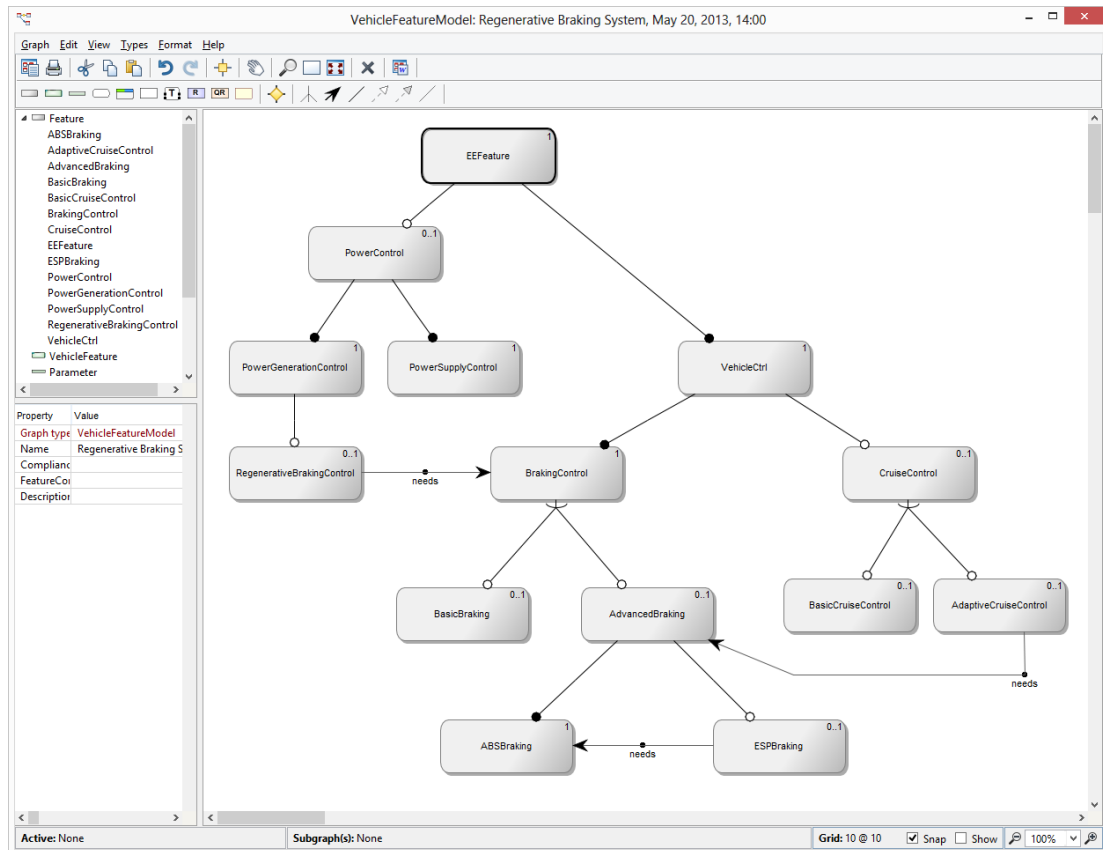 VehicleFeatureModel: Regenerative Braking System, May 20, 2013, 14:00
Graph Edit View Types Format Help
W
T R QR
Feature
ABSBraking
AdaptiveCruiseControl
AdvancedBraking
BasicBraking
BasicCruiseControl
BrakingControl
CruiseControl
EEFeature
ESPBraking
PowerControl
PowerGenerationControl
PowerSupplyControl
RegenerativeBrakingControl
VehicleCtrl
VehicleFeature
Parameter
Property Value
Graph type VehicleFeatureModel
Name Regenerative Braking S
Complianc
FeatureCo
Description
1
EEFeature
0..1
PowerControl
1
PowerGenerationControl
1
PowerSupplyControl
1
VehicleCtrl
0..1
RegenerativeBrakingControl
needs
1
BrakingControl
0..1
CruiseControl
0..1
BasicBraking
0..1
AdvancedBraking
0..1
BasicCruiseControl
0..1
AdaptiveCruiseControl
needs
1
ABSBraking
needs
0..1
ESPBraking
Active: None
Subgraph(s): None
Grid: 10 @ 10 Snap Show 100%